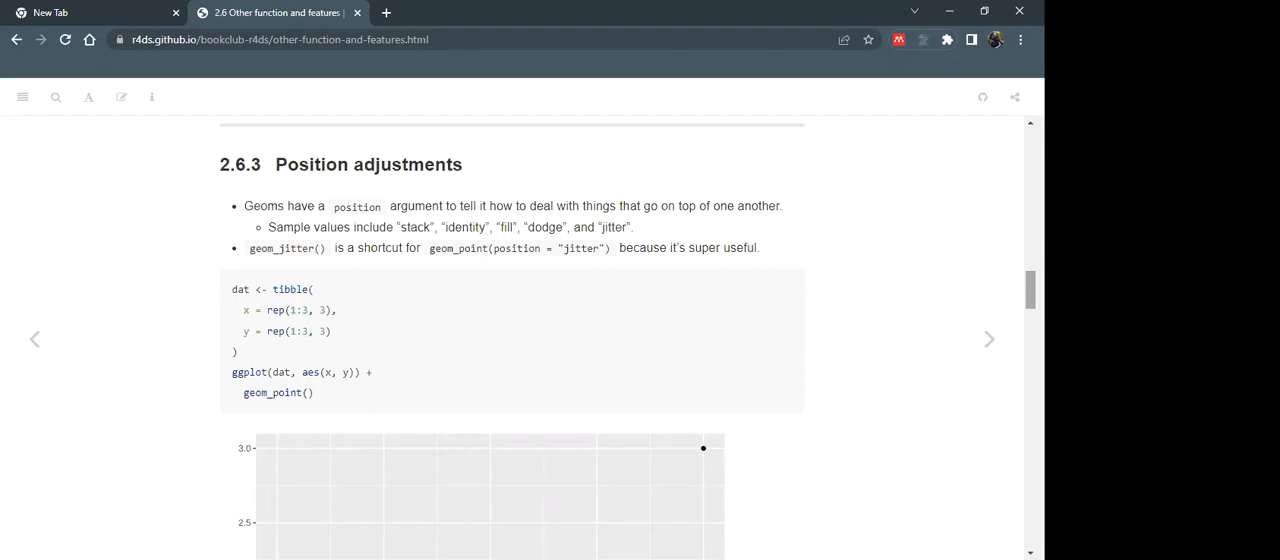 New Tab
2.6 Other function and features |
r4ds.github.io/bookclub-r4ds/other-function-and-features.html
2.6.3 Position adjustments
• Geoms have a position argument to tell it how to deal with things that go on top of one another.
◦ Sample values include “stack”, “identity”, “fill”, “dodge”, and “jitter”.
• geom_jitter() is a shortcut for geom_point(position = "jitter") because it’s super useful.
dat <- tibble(
x = rep(1:3, 3),
y = rep(1:3, 3)
)
ggplot(dat, aes(x, y)) +
geom_point()
3.0
2.5